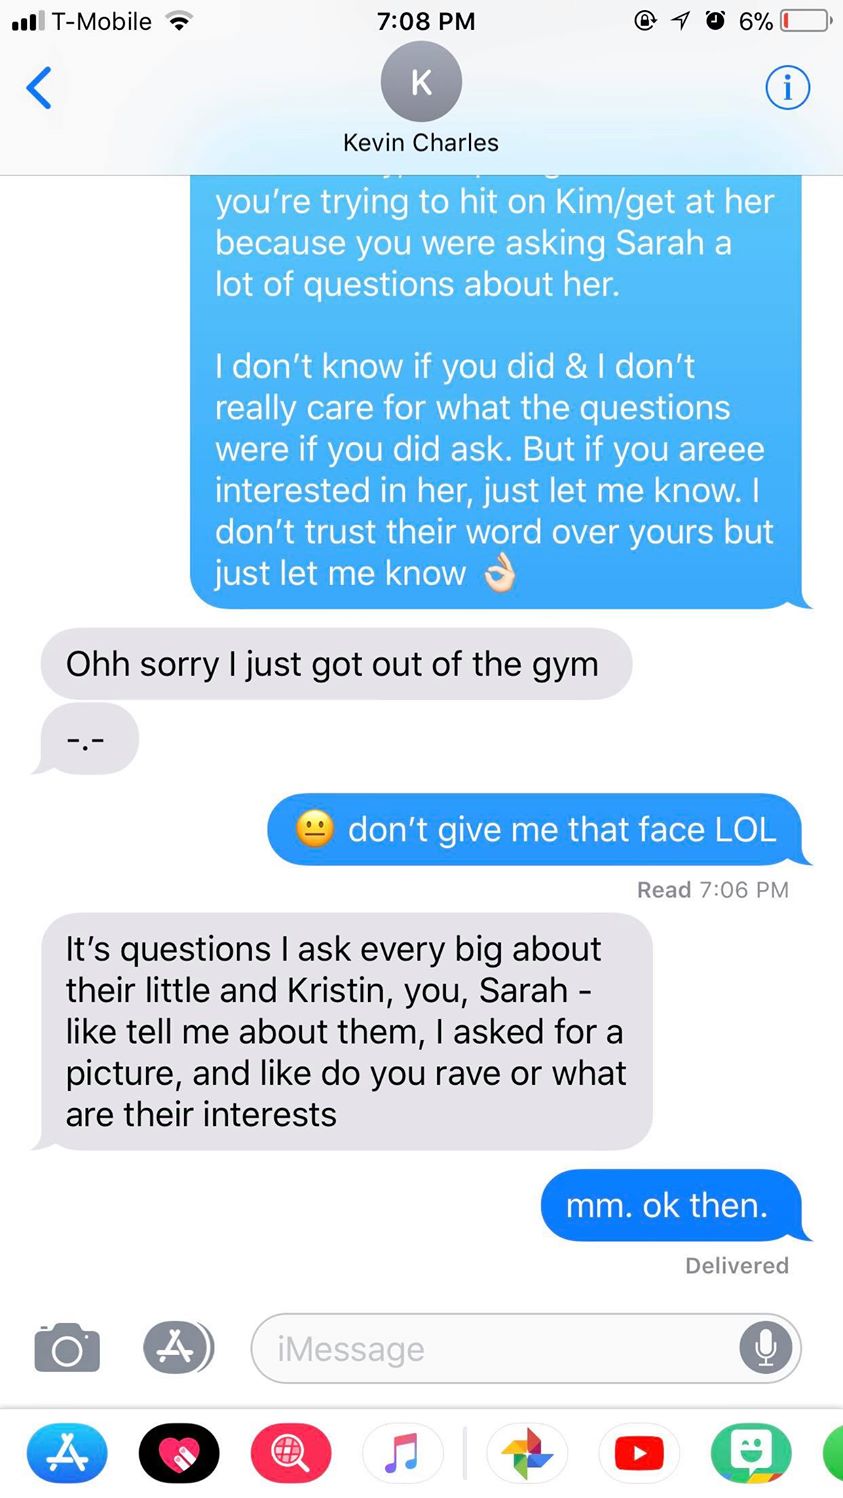 T-Mobile 7:08 PM 6%
K
Kevin Charles
you're trying to hit on Kim/get at her
because you were asking Sarah a
lot of questions about her.
I don't know if you did & I don't
really care for what the questions
were if you did ask. But if you areee
interested in her, just let me know. I
don't trust their word over yours but
just let me know 👌🏻
Ohh sorry I just got out of the gym
-.-
😐 don't give me that face LOL
Read 7:06 PM
It's questions I ask every big about
their little and Kristin, you, Sarah -
like tell me about them, I asked for a
picture, and like do you rave or what
are their interests
mm. ok then.
Delivered
iMessage